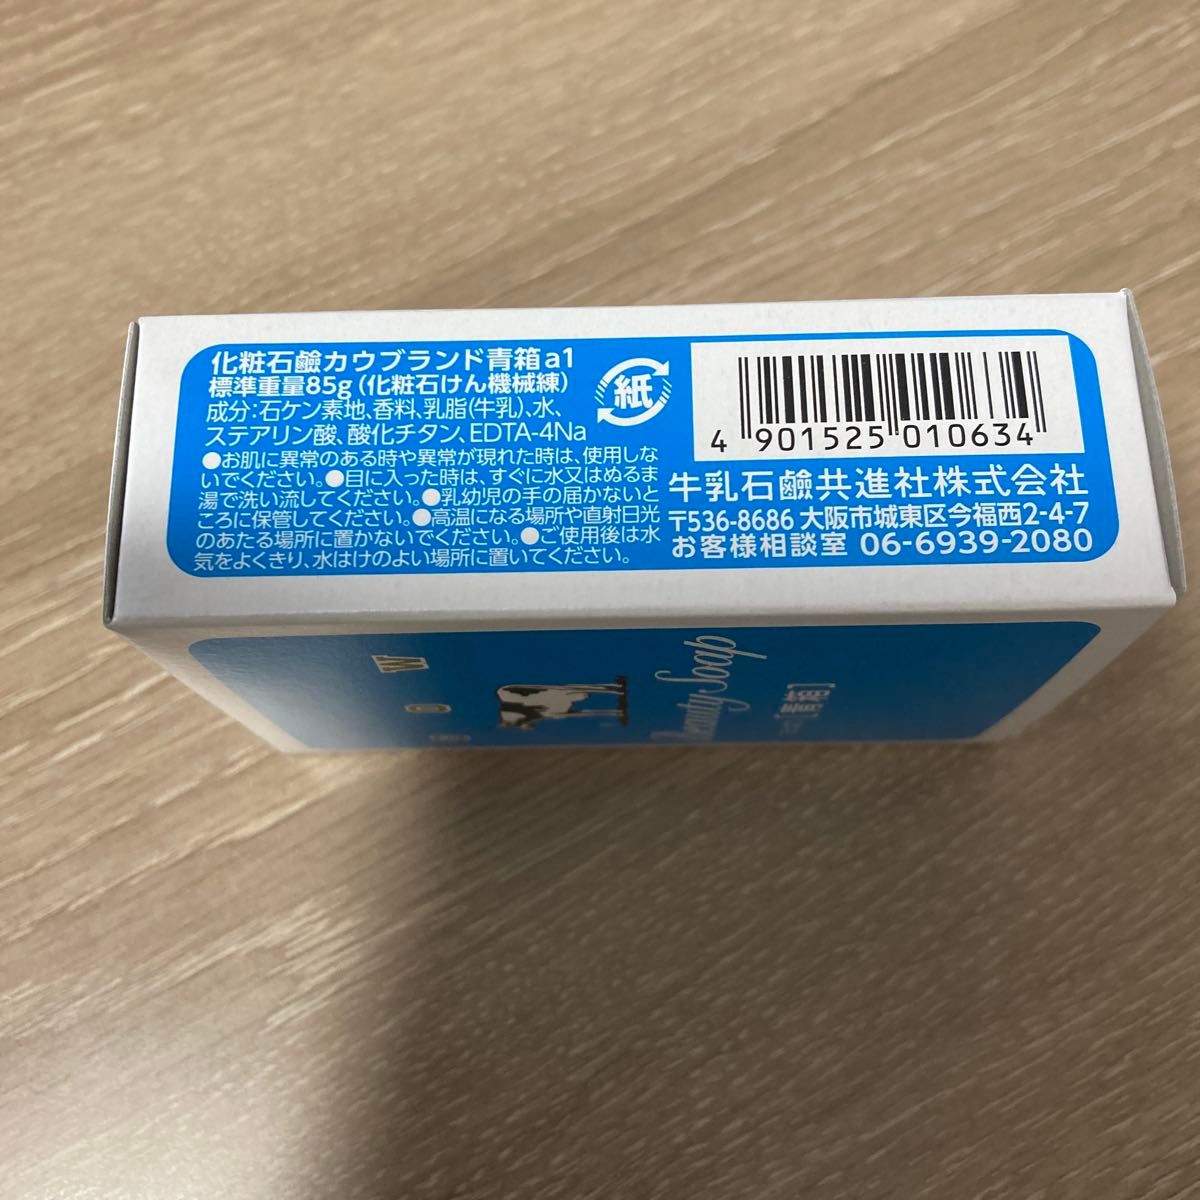 化粧石鹸カウブランド青箱a1
標準重量85g(化粧石けん機械練)
成分:石ケン素地、香料、乳脂(牛乳)、水、
ステアリン酸、酸化チタン、EDTA-4Na
●お肌に異常のある時や異常が現れた時は、使用しな
いでください。●目に入った時は、すぐに水又はぬるま
湯で洗い流してください。●乳幼児の手の届かないと
ころに保管してください。●高温になる場所や直射日光
のあたる場所に置かないでください。●ご使用後は水
気をよくきり、水はけのよい場所に置いてください。
紙
4 901525 010634
牛乳石鹸共進社株式会社
〒536-8686 大阪市城東区今福西2-4-7
お客様相談室 06-6939-2080
COW
Beauty Soap
[青箱]